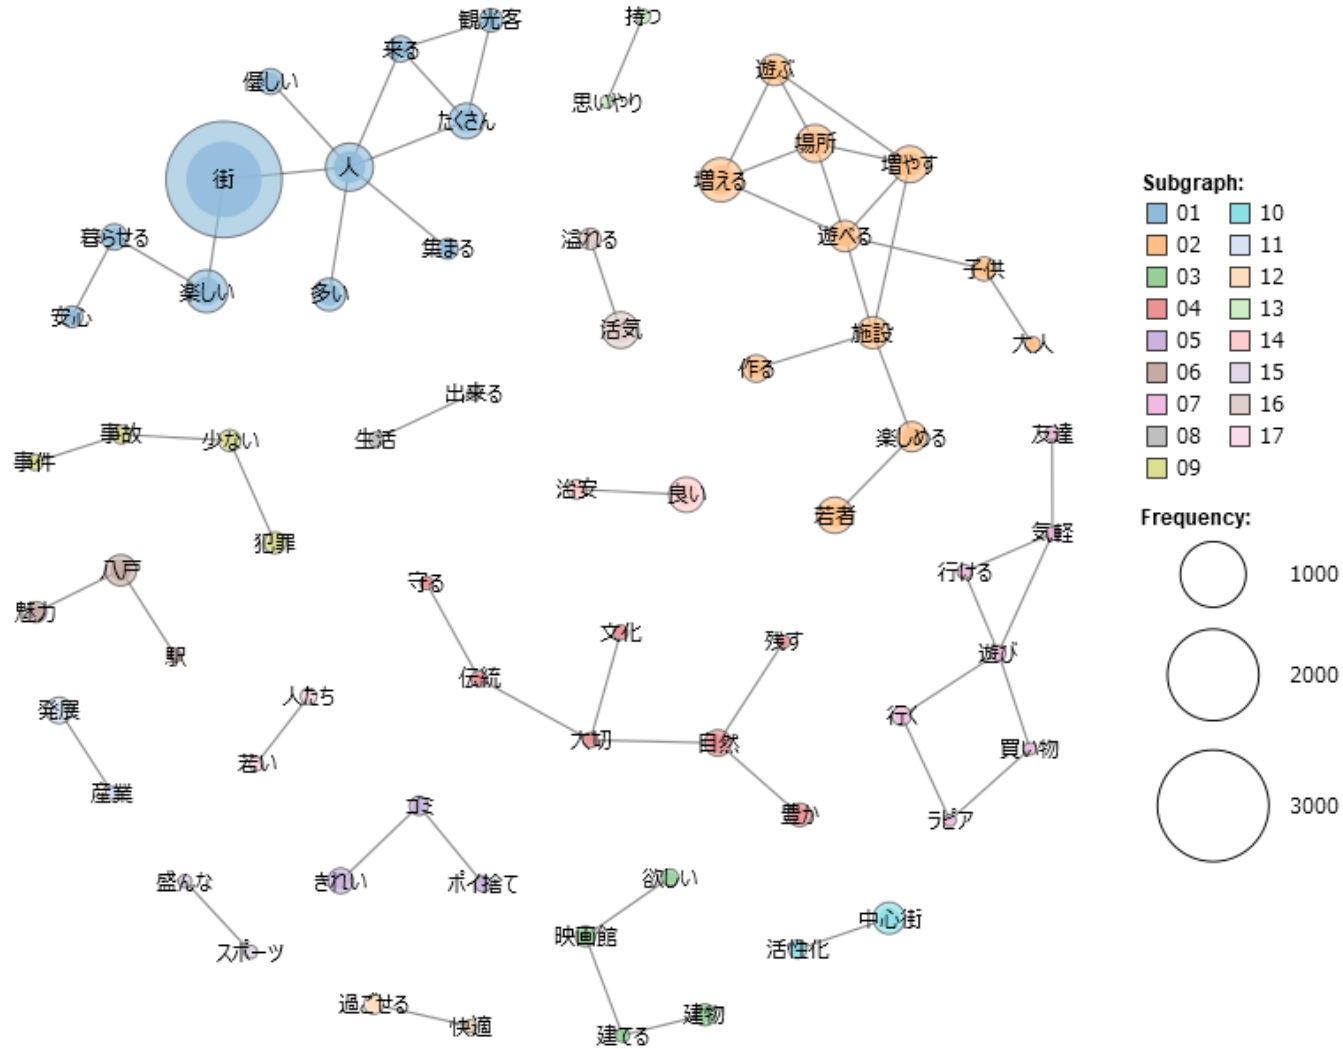 観光客
持つ
来る
優しい
遊ぶ
思いやり
たくさん
場所
人
増やす
街
増える
暮らせる
溢れる
遊べる
集まる
子供
楽しい
多い
安心
活気
施設
大人
作る
出来る
事故
少ない
生活
楽しめる
友達
事件
治安
良い
若者
犯罪
気軽
八戸
行ける
守る
魅力
文化
残す
駅
遊び
伝統
人たち
発展
行く
大切
自然
買い物
若い
産業
ゴミ
豊か
ラピア
盛んな
きれい
ポイ捨て
欲しい
中心街
映画館
スポーツ
活性化
過ごせる
快適
建物
建てる
Subgraph:
01 10
02 11
03 12
04 13
05 14
06 15
07 16
08 17
09
Frequency:
1000
2000
3000